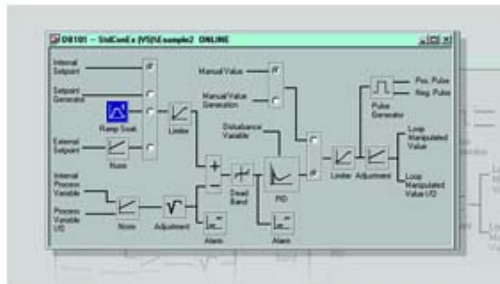 DB101 -- StdConEx (V5)\Example2 ONLINE
Internal
Setpoint
Setpoint
Generator
Ramp Soak
External
Setpoint
Norm
Internal
Process
Variable
Process
Variable I/O
Norm
Adjustment
Limiter
Manual Value
Manual Value
Generation
Disturbance
Variable
Dead
Band
Alarm
PID
Alarm
Limiter
Adjustment
Pulse
Generator
Pos. Pulse
Neg. Pulse
Loop
Manipulated
Value
Loop
Manipulated
Value I/O